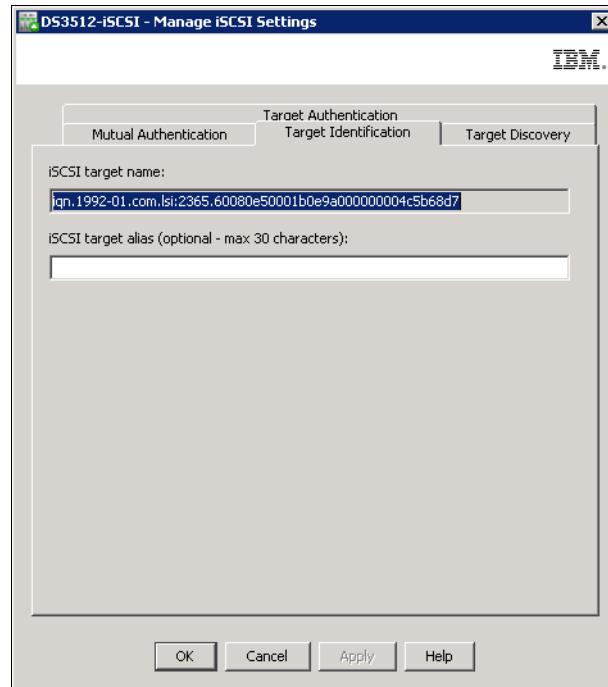 DS3512-iSCSI - Manage iSCSI Settings
IBM.
Target Authentication
Mutual Authentication Target Identification Target Discovery
iSCSI target name:
iqn.1992-01.com.lsi:2365.60080e50001b0e9a000000004c5b68d7
iSCSI target alias (optional - max 30 characters):
OK Cancel Apply Help